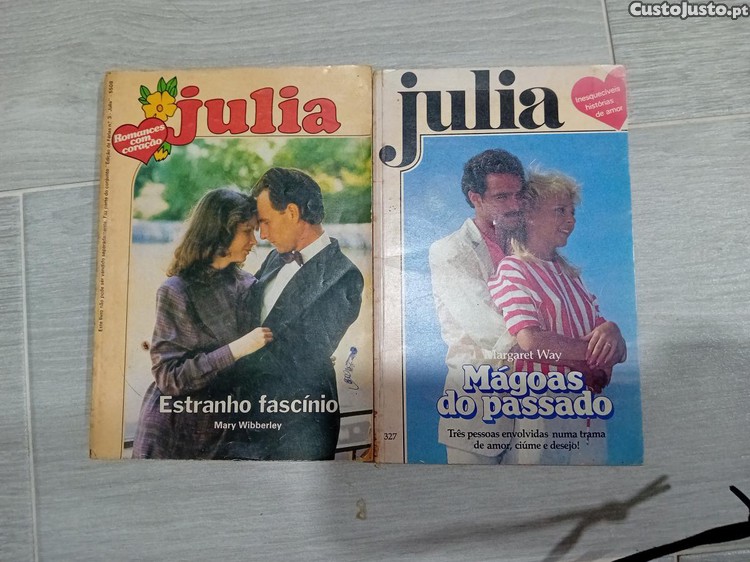 CustoJusto.pt
julia
Romances
com
coração
Estranho fascínio
Mary Wibberley
julia
Inesquecíveis
histórias
de amor
Margaret Way
Mágoas
do passado
327
Três pessoas envolvidas numa trama
de amor, ciúme e desejo!